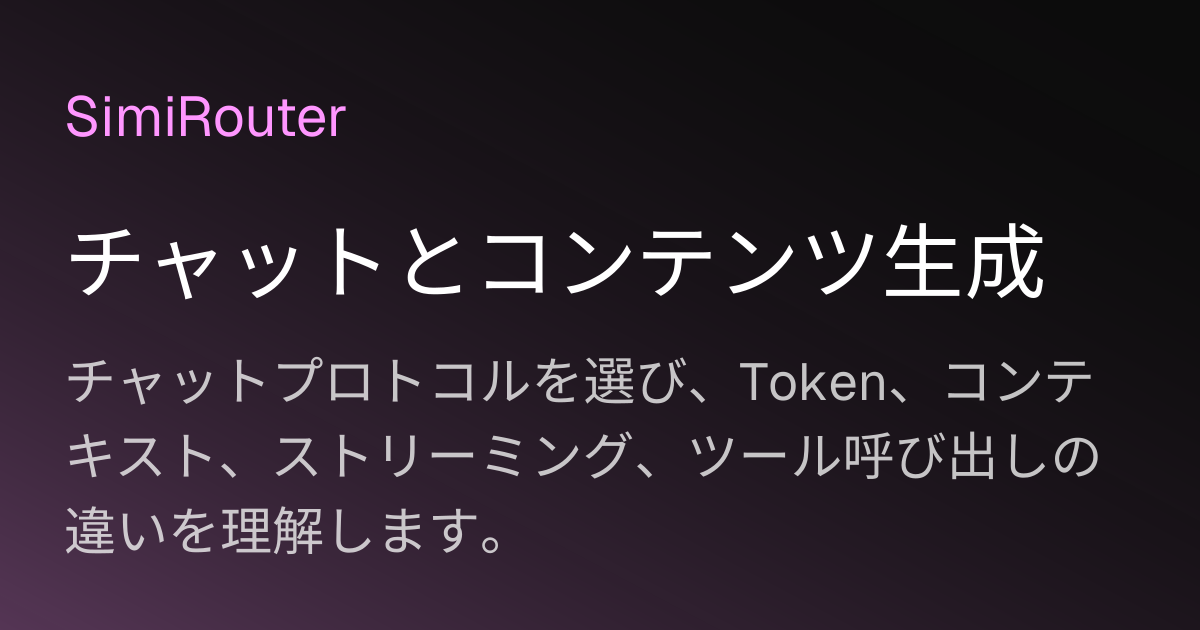 SimiRouter
チャットとコンテンツ生成
チャットプロトコルを選び、Token、コンテ
キスト、ストリーミング、ツール呼び出しの
違いを理解します。